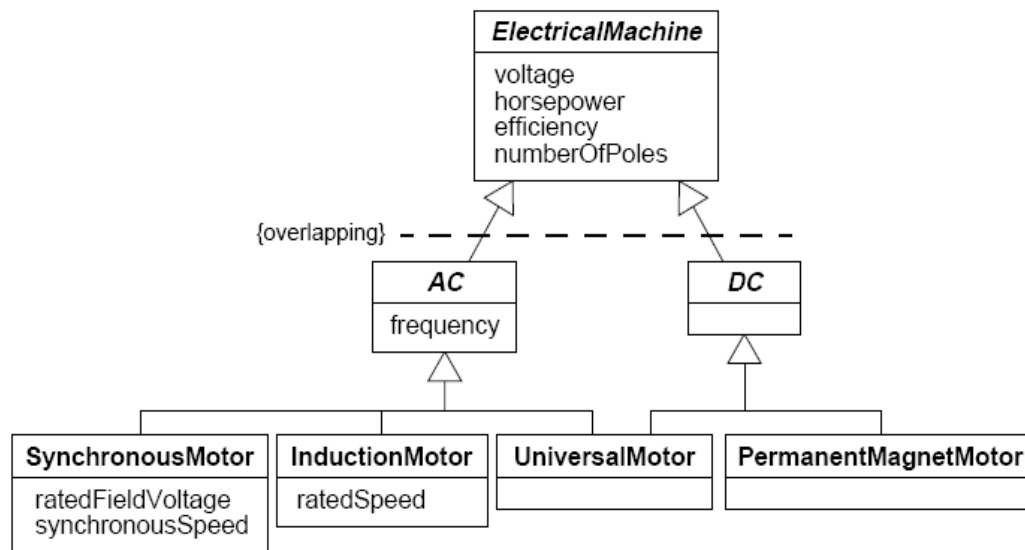 ElectricalMachine
voltage
horsepower
efficiency
numberOfPoles
{overlapping}
AC
frequency
DC
SynchronousMotor
ratedFieldVoltage
synchronousSpeed
InductionMotor
ratedSpeed
UniversalMotor
PermanentMagnetMotor